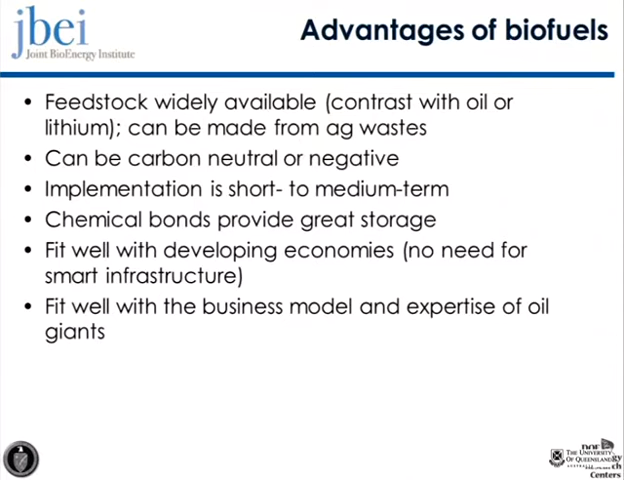 jbei
Joint BioEnergy Institute
Advantages of biofuels
• Feedstock widely available (contrast with oil or
lithium); can be made from ag wastes
• Can be carbon neutral or negative
• Implementation is short- to medium-term
• Chemical bonds provide great storage
• Fit well with developing economies (no need for
smart infrastructure)
• Fit well with the business model and expertise of oil
giants
THE UNIVERSITY
OF QUEENSLAND
Centers